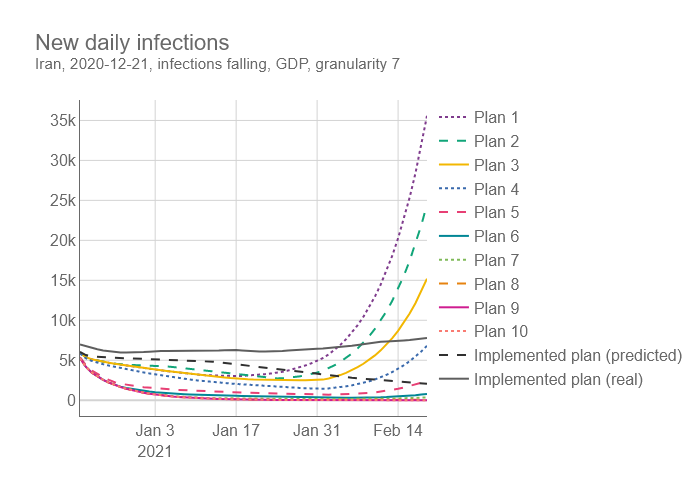 New daily infections
Iran, 2020-12-21, infections falling, GDP, granularity 7
35k
30k
25k
20k
15k
10k
5k
0
Jan 3
2021
Jan 17
Jan 31
Feb 14
Plan 1
Plan 2
Plan 3
Plan 4
Plan 5
Plan 6
Plan 7
Plan 8
Plan 9
Plan 10
Implemented plan (predicted)
Implemented plan (real)